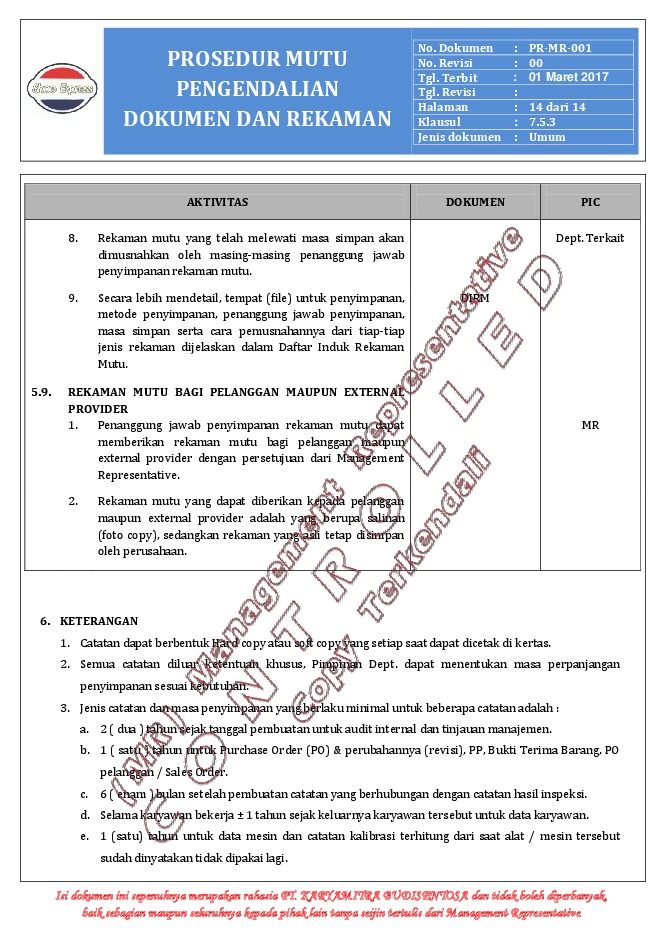 Shoes Express
PROSEDUR MUTU
PENGENDALIAN
DOKUMEN DAN REKAMAN
No. Dokumen : PR-MR-001
No. Revisi : 00
Tgl. Terbit : 01 Maret 2017
Tgl. Revisi :
Halaman : 14 dari 14
Klausul : 7.5.3
Jenis dokumen : Umum
AKTIVITAS DOKUMEN PIC
8. Rekaman mutu yang telah melewati masa simpan akan Dept. Terkait
dimusnahkan oleh masing-masing penanggung jawab
penyimpanan rekaman mutu.
9. Secara lebih mendetail, tempat (file) untuk penyimpanan, DIRM
metode penyimpanan, penanggung jawab penyimpanan,
masa simpan serta cara pemusnahannya dari tiap-tiap
jenis rekaman dijelaskan dalam Daftar Induk Rekaman
Mutu.
5.9. REKAMAN MUTU BAGI PELANGGAN MAUPUN EXTERNAL
PROVIDER
1. Penanggung jawab penyimpanan rekaman mutu dapat MR
memberikan rekaman mutu bagi pelanggan maupun
external provider dengan persetujuan dari Management
Representative.
2. Rekaman mutu yang dapat diberikan kepada pelanggan
maupun external provider adalah yang berupa salinan
(foto copy), sedangkan rekaman yang asli tetap disimpan
oleh perusahaan.
6. KETERANGAN
1. Catatan dapat berbentuk Hard copy atau soft copy yang setiap saat dapat dicetak di kertas.
2. Semua catatan diluar ketentuan khusus, Pimpinan Dept. dapat menentukan masa perpanjangan
penyimpanan sesuai kebutuhan.
3. Jenis catatan dan masa penyimpanan yang berlaku minimal untuk beberapa catatan adalah :
a. 2 ( dua ) tahun sejak tanggal pembuatan untuk audit internal dan tinjauan manajemen.
b. 1 ( satu ) tahun untuk Purchase Order (PO) & perubahannya (revisi), PP, Bukti Terima Barang, PO
pelanggan / Sales Order.
c. 6 ( enam ) bulan setelah pembuatan catatan yang berhubungan dengan catatan hasil inspeksi.
d. Selama karyawan bekerja ± 1 tahun sejak keluarnya karyawan tersebut untuk data karyawan.
e. 1 (satu) tahun untuk data mesin dan catatan kalibrasi terhitung dari saat alat / mesin tersebut
sudah dinyatakan tidak dipakai lagi.
(MR) Management Representative
CONTROLLED
Copy Terkendali
Isi dokumen ini sepenuhnya merupakan rahasia PT. KARYAMITRA BUDISENTOSA dan tidak boleh diperbanyak,
baik sebagian maupun seluruhnya kepada pihak lain tanpa seijin tertulis dari Management Representative